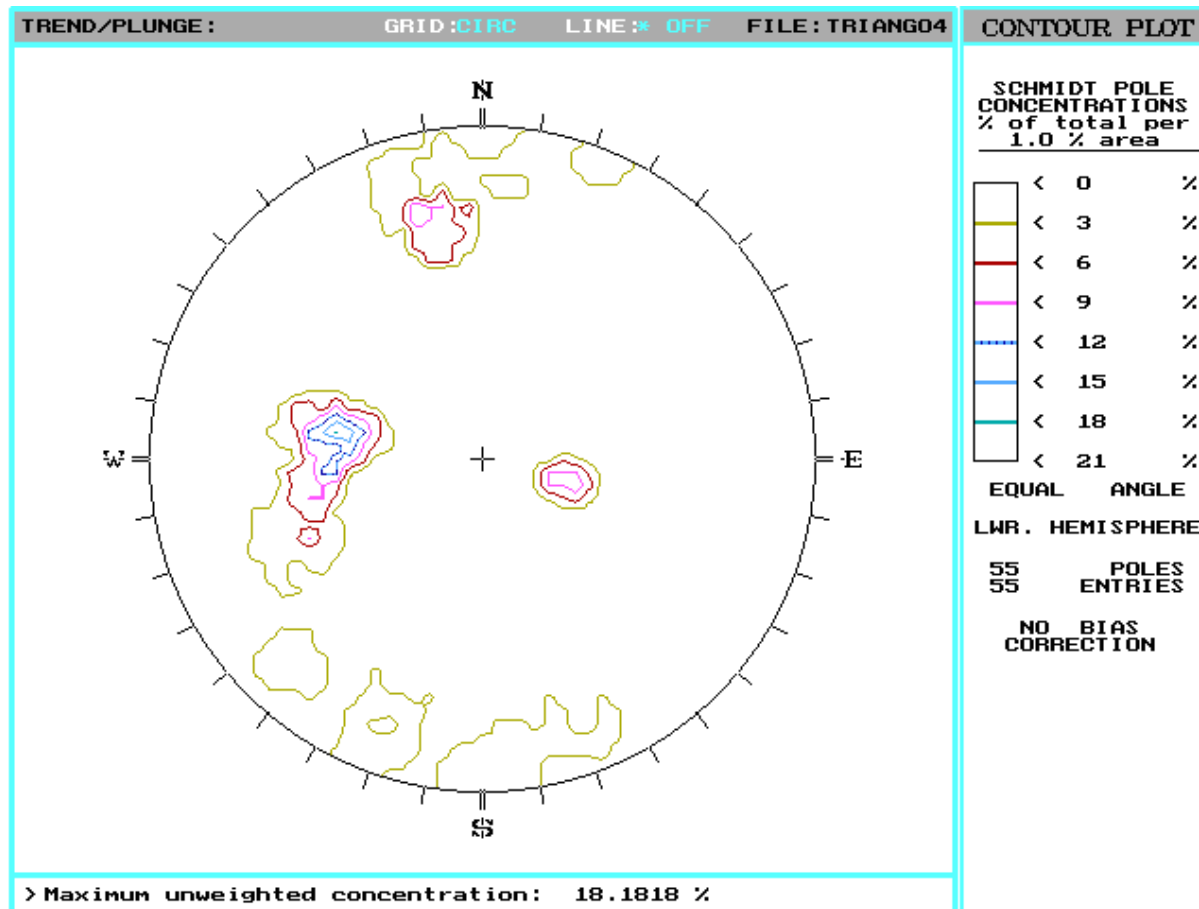 TREND/PLUNGE: GRID:CIRC LINE:* OFF FILE:TRIANGO4
CONTOUR PLOT
N
W
E
S
SCHMIDT POLE
CONCENTRATIONS
% of total per
1.0 % area
< 0 %
< 3 %
< 6 %
< 9 %
< 12 %
< 15 %
< 18 %
< 21 %
EQUAL ANGLE
LWR. HEMISPHERE
55 POLES
55 ENTRIES
NO BIAS
CORRECTION
>Maximum unweighted concentration: 18.1818 %